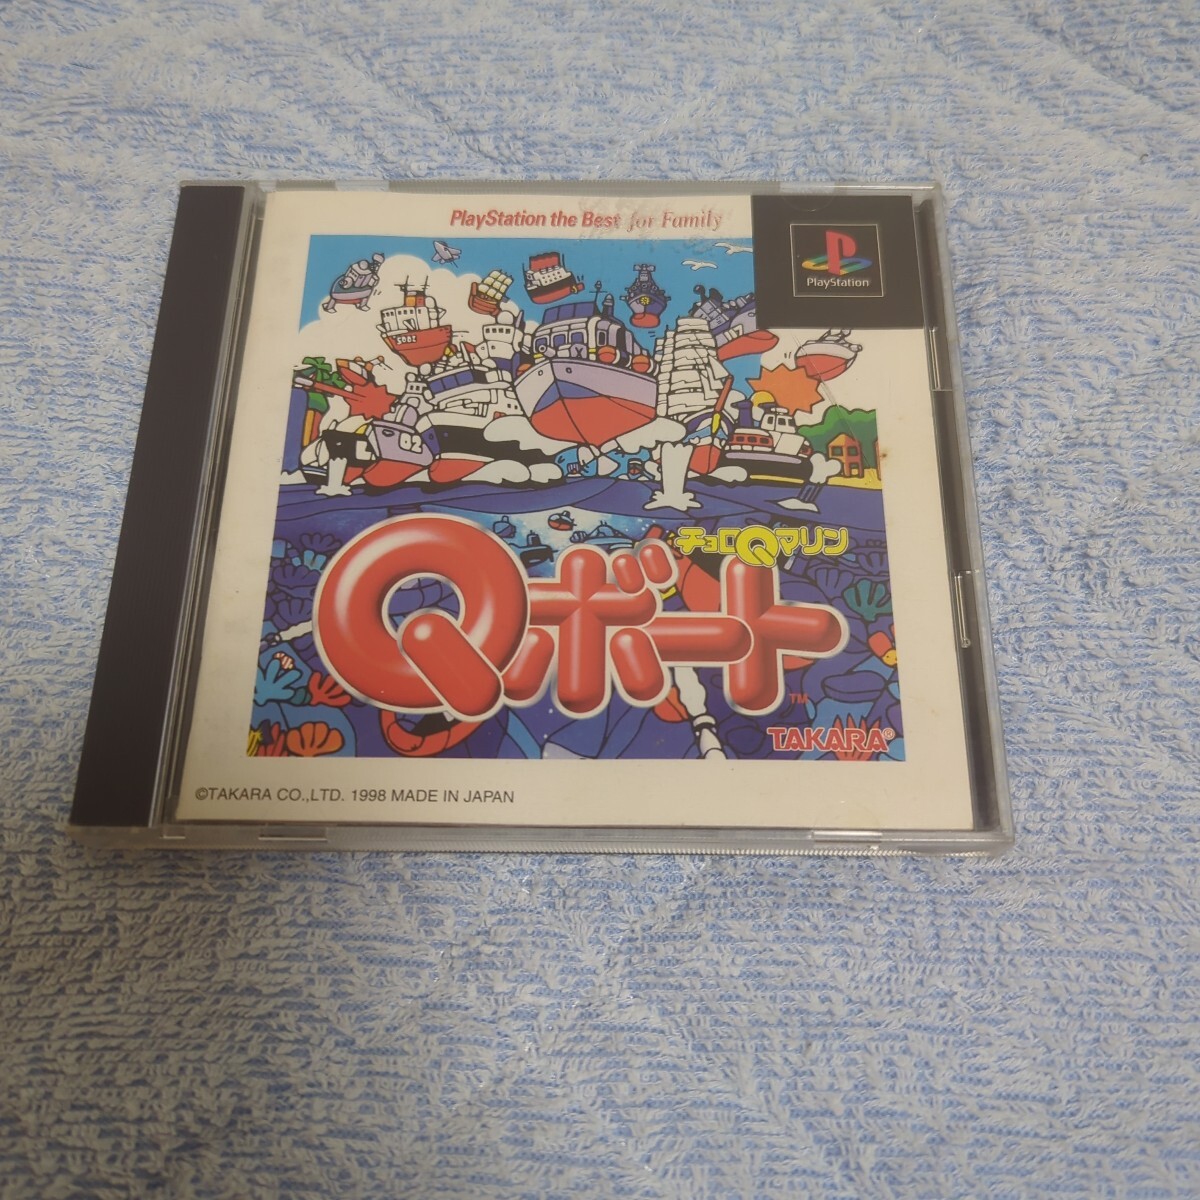 PlayStation the Best for Family
PlayStation
チョロQマリン
Qボート
TM
TAKARA®
©TAKARA CO.,LTD. 1998 MADE IN JAPAN